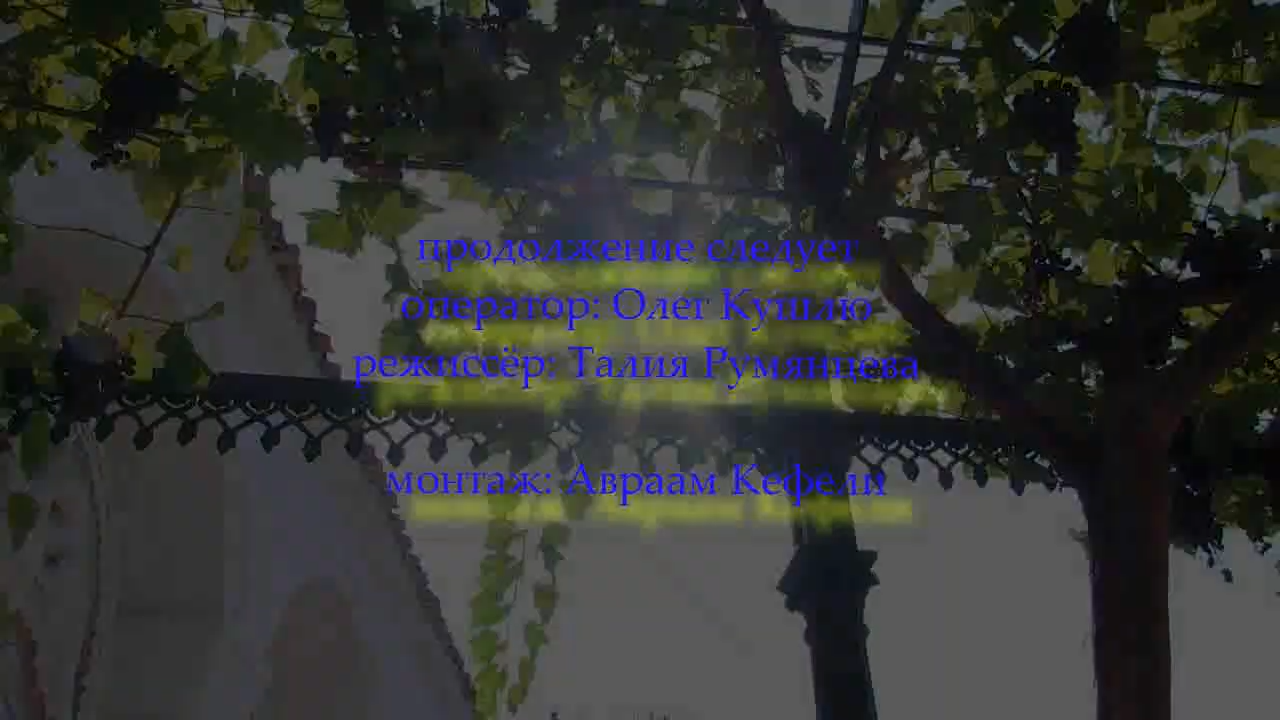 продолжение следует
оператор: Олег Кушлю
режиссёр: Талия Румянцева
монтаж: Авраам Кефели